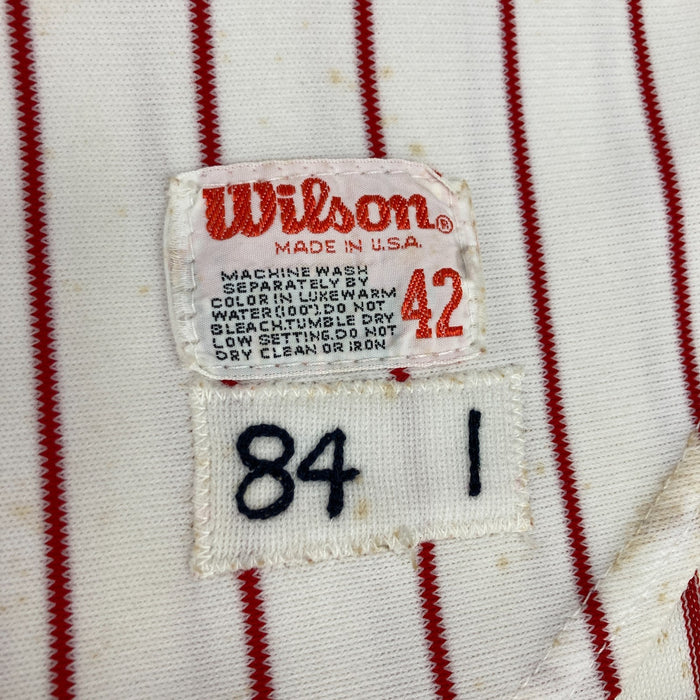 Wilson®
MADE IN U.S.A.
MACHINE WASH
SEPARATELY BY
COLOR IN LUKEWARM
WATER(100°).DO NOT
BLEACH.TUMBLE DRY
LOW SETTING.DO NOT
DRY CLEAN OR IRON
42
84 1